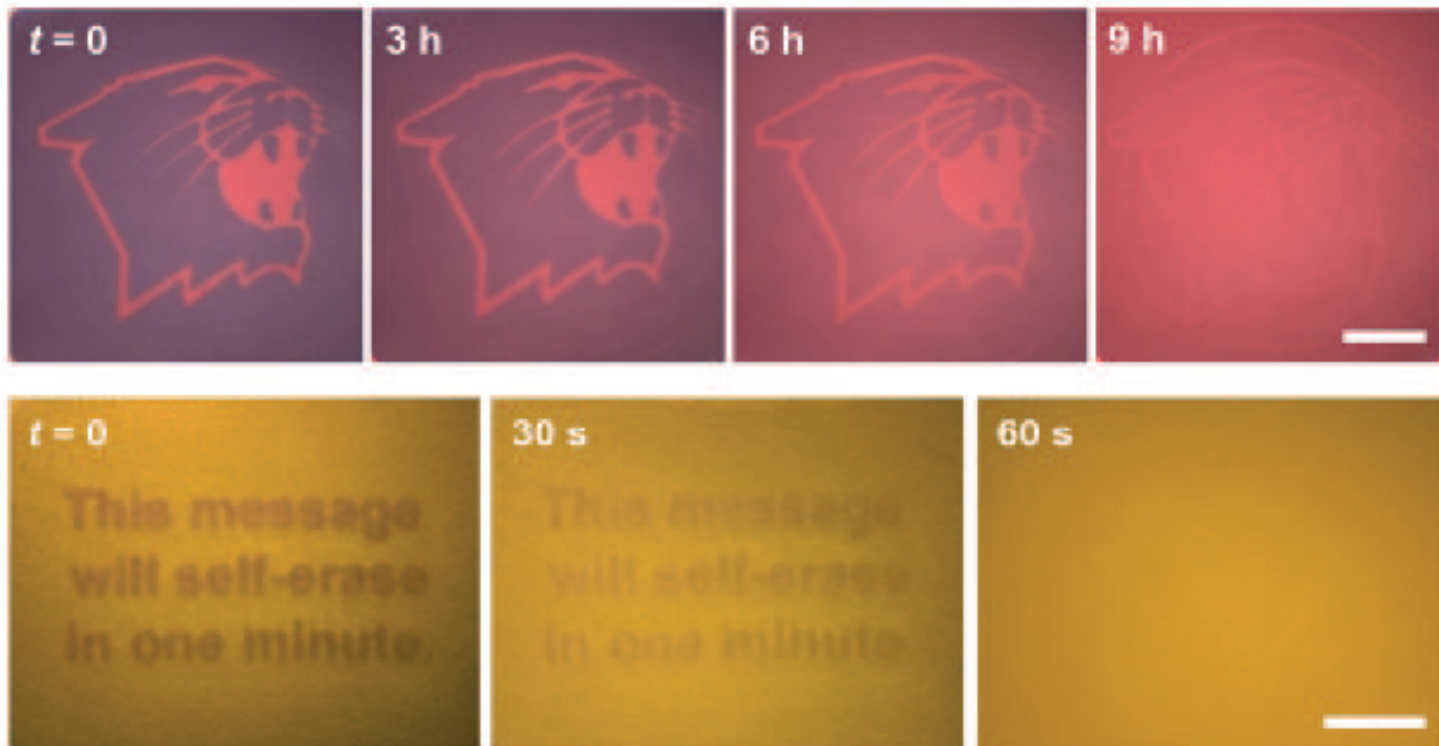 t = 0
3 h
6 h
9 h
t = 0
This message
will self-erase
in one minute.
30 s
This message
will self-erase
in one minute
60 s